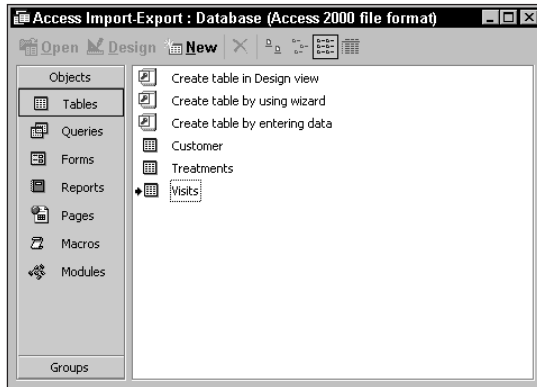 Access Import-Export : Database (Access 2000 file format)
Open Design New
Objects
Tables
Queries
Forms
Reports
Pages
Macros
Modules
Groups
Create table in Design view
Create table by using wizard
Create table by entering data
Customer
Treatments
Visits